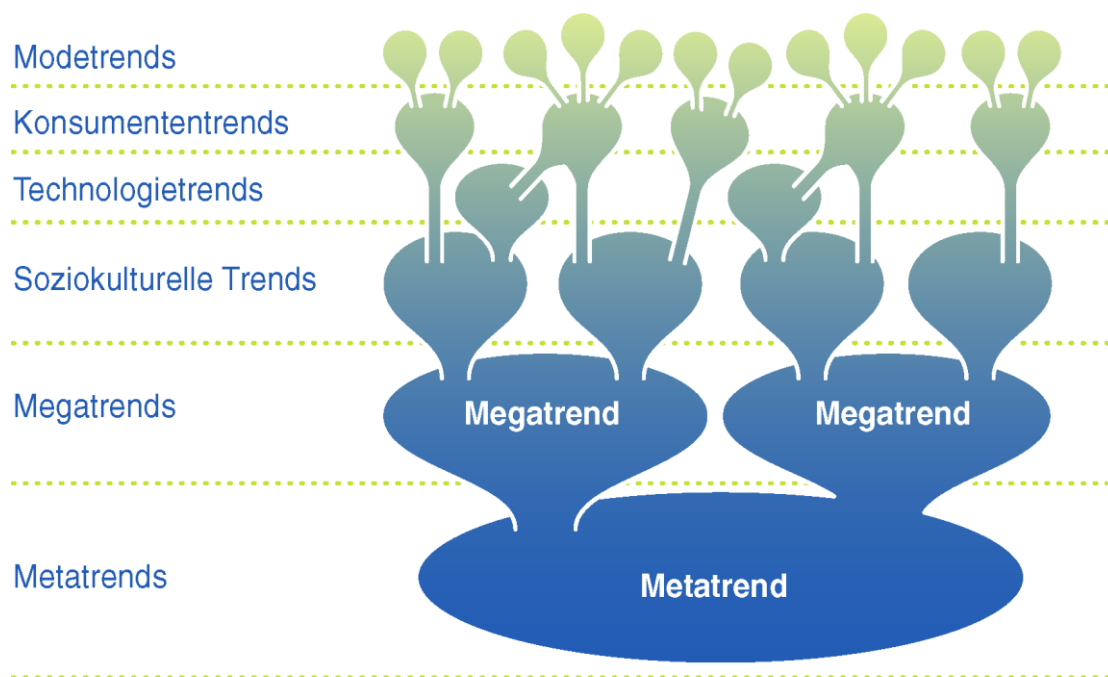 Modetrends
Konsumententrends
Technologietrends
Soziokulturelle Trends
Megatrends
Megatrend
Megatrend
Metatrends
Metatrend